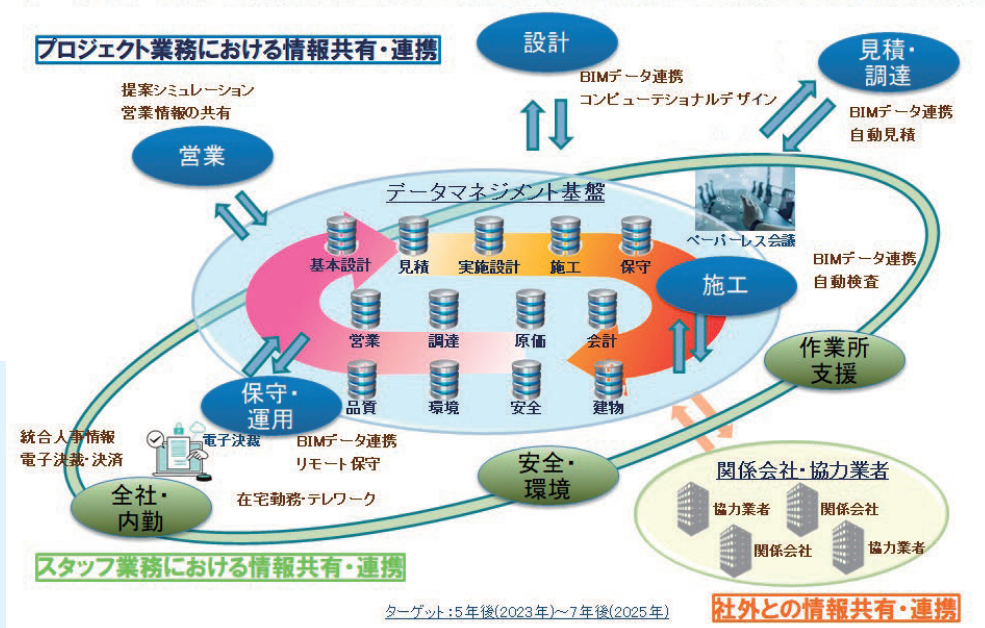 プロジェクト業務における情報共有・連携
設計
見積・
調達
BIMデータ連携
コンピューテショナルデザイン
提案シミュレーション
営業情報の共有
BIMデータ連携
自動見積
営業
データマネジメント基盤
ペーパーレス会議
基本設計
見積
実施設計
施工
保守
BIMデータ連携
自動検査
施工
営業
調達
原価
会計
作業所
支援
保守・
運用
品質
環境
安全
建物
統合人事情報
電子決裁・決済
電子決裁
BIMデータ連携
リモート保守
安全・
環境
関係会社・協力業者
全社・
内勤
在宅勤務・テレワーク
協力業者
関係会社
関係会社
協力業者
スタッフ業務における情報共有・連携
ターゲット:5年後(2023年)~7年後(2025年)
社外との情報共有・連携